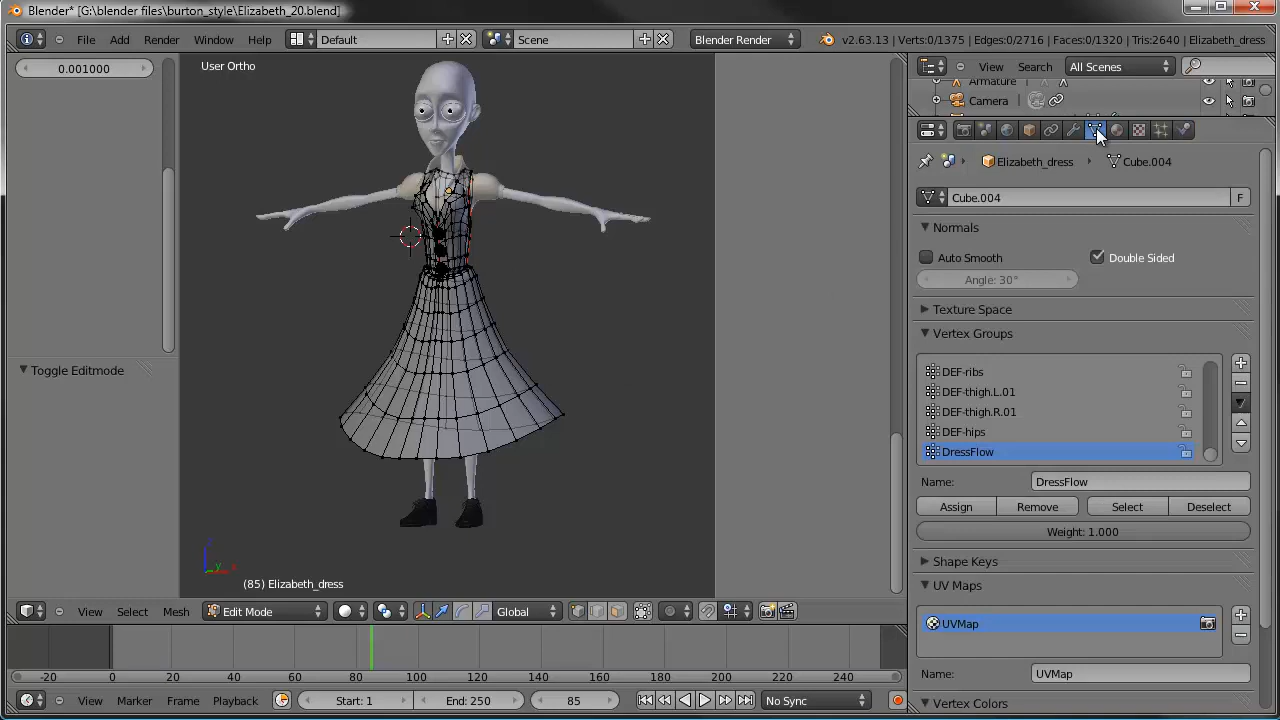 Blender* [G:\blender files\burton_style\Elizabeth_20.blend]
File Add Render Window Help Default Scene Blender Render v2.63.13 | Verts:0/1375 | Edges:0/2716 | Faces:0/1320 | Tris:2640 | Elizabeth_dress
0.001000
User Ortho
View Search All Scenes
Armature
Camera
Elizabeth_dress Cube.004
Cube.004 F
Normals
Auto Smooth Double Sided
Angle: 30°
Texture Space
Vertex Groups
DEF-ribs
Toggle Editmode
DEF-thigh.L.01
DEF-thigh.R.01
DEF-hips
DressFlow
Name: DressFlow
Assign Remove Select Deselect
Weight: 1.000
Shape Keys
z
y x
(85) Elizabeth_dress
UV Maps
View Select Mesh Edit Mode Global
UVMap
Name: UVMap
-20 0 20 40 60 80 100 120 140 160 180 200 220 240
View Marker Frame Playback Start: 1 End: 250 85 No Sync
Vertex Colors